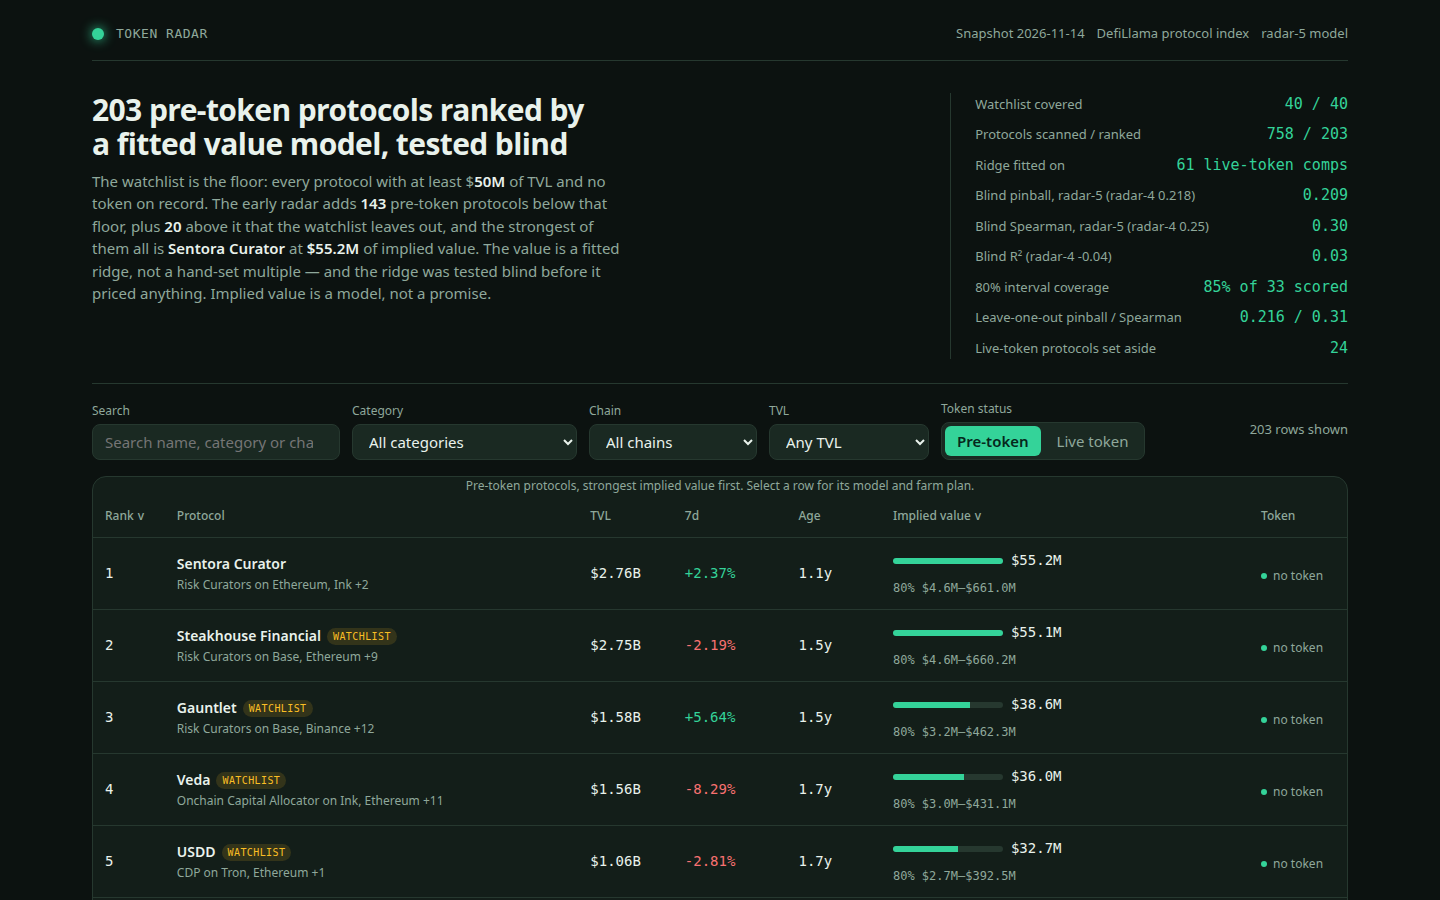 TOKEN RADAR
Snapshot 2026-11-14 DefiLlama protocol index radar-5 model
203 pre-token protocols ranked by
a fitted value model, tested blind
The watchlist is the floor: every protocol with at least $50M of TVL and no
token on record. The early radar adds 143 pre-token protocols below that
floor, plus 20 above it that the watchlist leaves out, and the strongest of
them all is Sentora Curator at $55.2M of implied value. The value is a fitted
ridge, not a hand-set multiple — and the ridge was tested blind before it
priced anything. Implied value is a model, not a promise.
Watchlist covered 40 / 40
Protocols scanned / ranked 758 / 203
Ridge fitted on 61 live-token comps
Blind pinball, radar-5 (radar-4 0.218) 0.209
Blind Spearman, radar-5 (radar-4 0.25) 0.30
Blind R² (radar-4 -0.04) 0.03
80% interval coverage 85% of 33 scored
Leave-one-out pinball / Spearman 0.216 / 0.31
Live-token protocols set aside 24
Search Category Chain TVL Token status
Search name, category or cha All categories All chains Any TVL Pre-token Live token 203 rows shown
Pre-token protocols, strongest implied value first. Select a row for its model and farm plan.
Rank v Protocol TVL 7d Age Implied value v Token
1 Sentora Curator $2.76B +2.37% 1.1y $55.2M no token
Risk Curators on Ethereum, Ink +2 80% $4.6M–$661.0M
2 Steakhouse Financial WATCHLIST $2.75B -2.19% 1.5y $55.1M no token
Risk Curators on Base, Ethereum +9 80% $4.6M–$660.2M
3 Gauntlet WATCHLIST $1.58B +5.64% 1.5y $38.6M no token
Risk Curators on Base, Binance +12 80% $3.2M–$462.3M
4 Veda WATCHLIST $1.56B -8.29% 1.7y $36.0M no token
Onchain Capital Allocator on Ink, Ethereum +11 80% $3.0M–$431.1M
5 USDD WATCHLIST $1.06B -2.81% 1.7y $32.7M no token
CDP on Tron, Ethereum +1 80% $2.7M–$392.5M